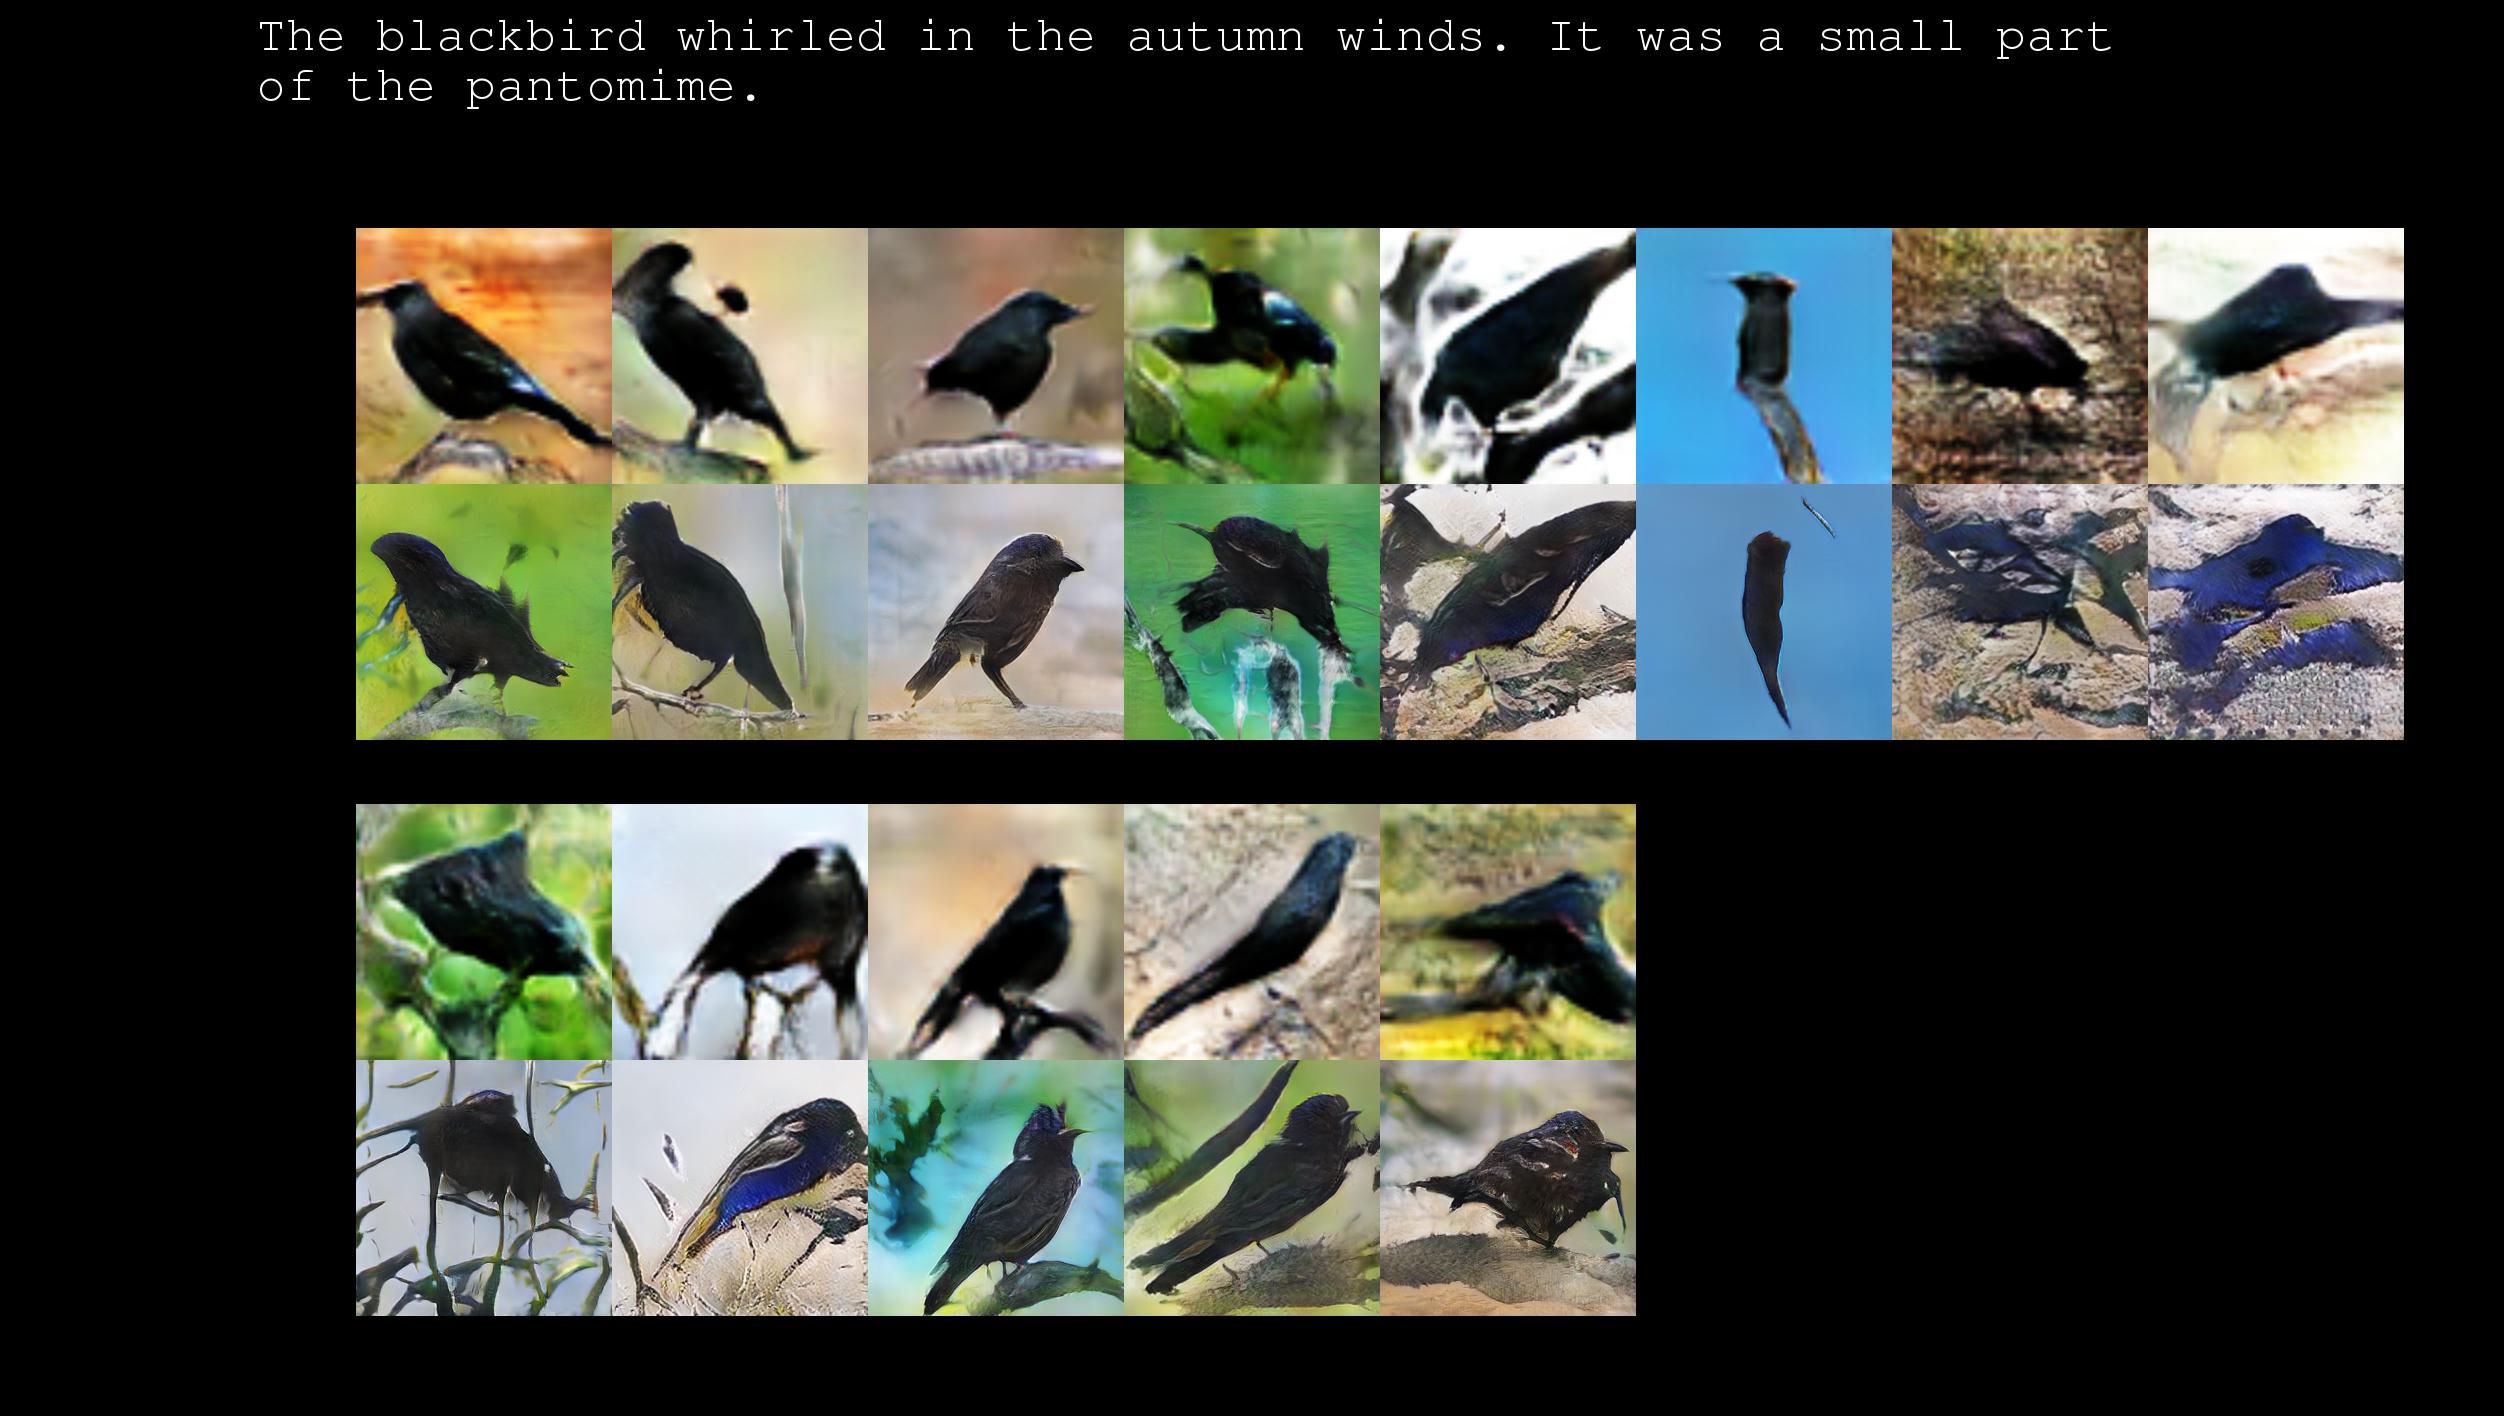 The blackbird whirled in the autumn winds. It was a small part
of the pantomime.